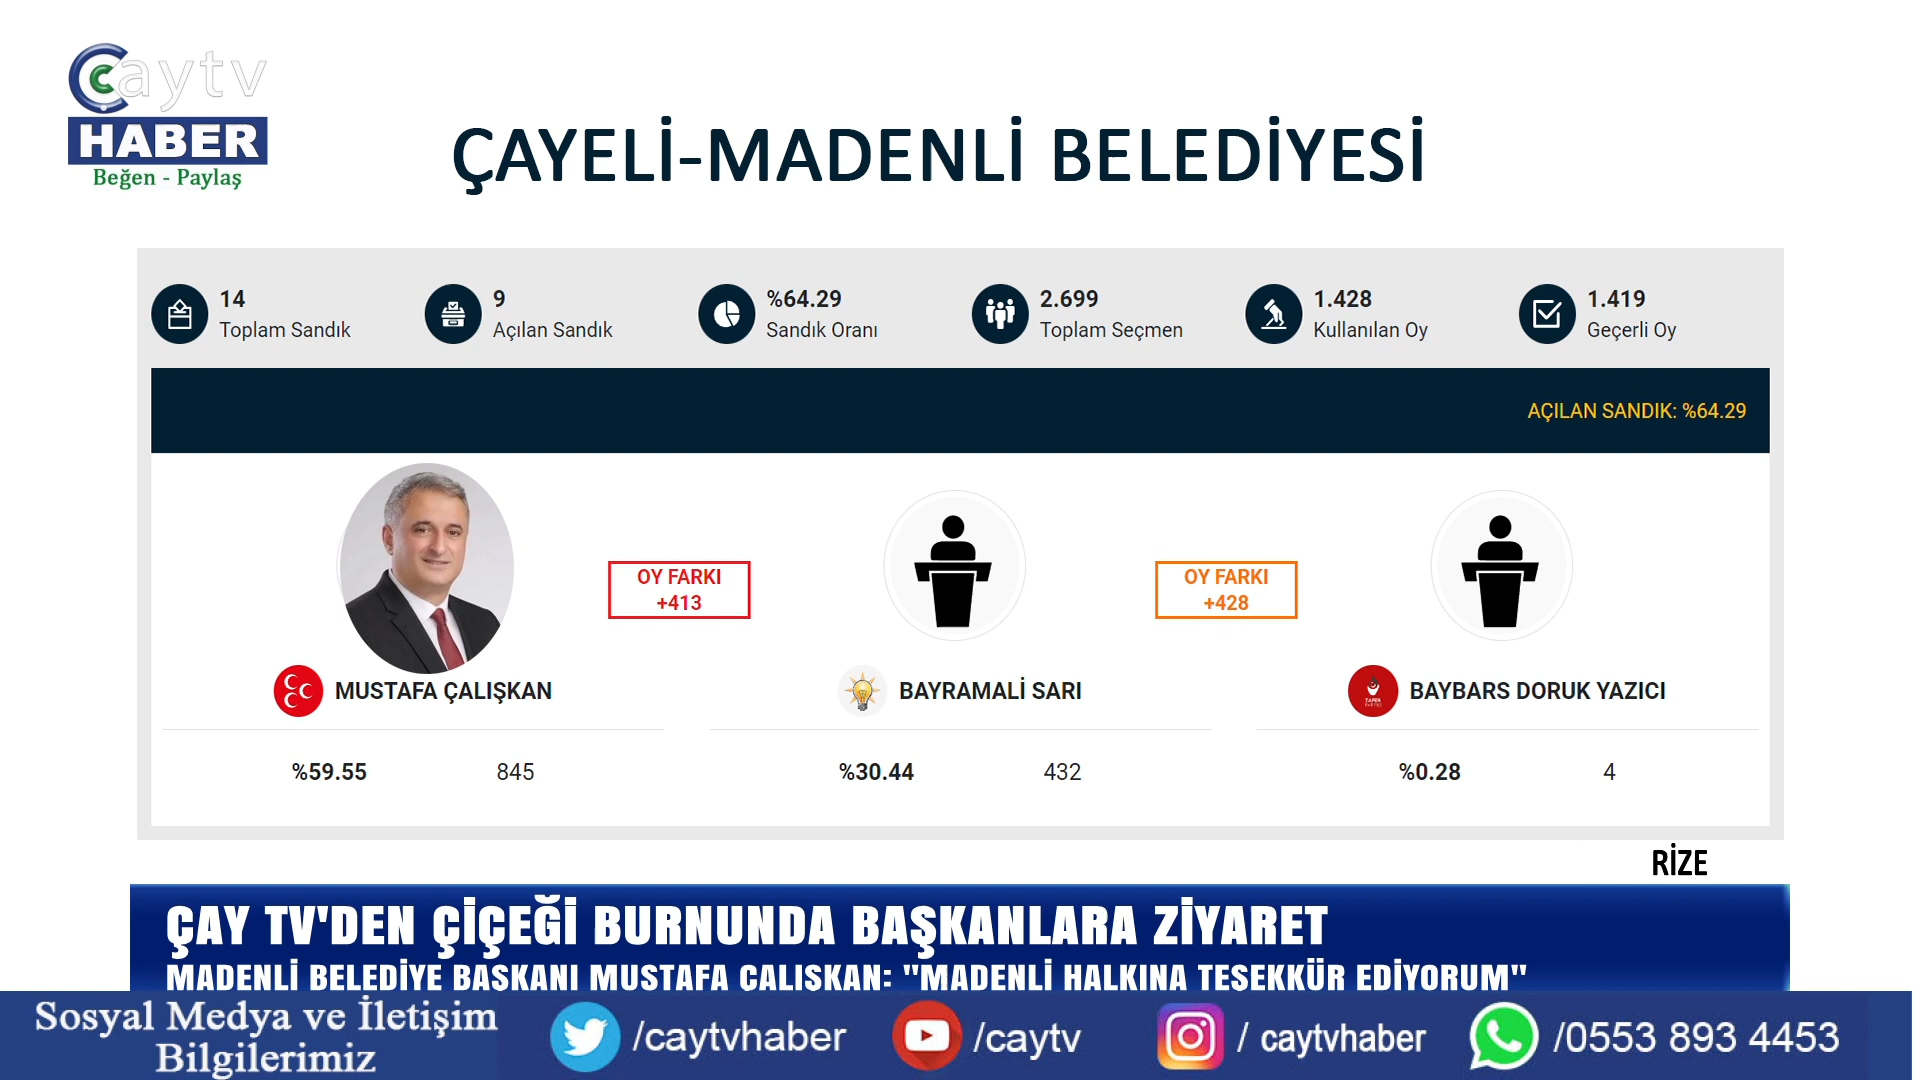 Caytv
HABER
Beğen - Paylaş
ÇAYELİ-MADENLİ BELEDİYESİ
14
Toplam Sandık
9
Açılan Sandık
%64.29
Sandık Oranı
2.699
Toplam Seçmen
1.428
Kullanılan Oy
1.419
Geçerli Oy
AÇILAN SANDIK: %64.29
OY FARKI
+413
OY FARKI
+428
MUSTAFA ÇALIŞKAN
BAYRAMALİ SARI
BAYBARS DORUK YAZICI
%59.55 845
%30.44 432
%0.28 4
RİZE
ÇAY TV'DEN ÇİÇEĞİ BURNUNDA BAŞKANLARA ZİYARET
MADENLİ BELEDİYE BAŞKANI MUSTAFA ÇALIŞKAN: "MADENLİ HALKINA TEŞEKKÜR EDİYORUM"
Sosyal Medya ve İletişim
Bilgilerimiz
/caytvhaber
/caytv
/ caytvhaber
/0553 893 4453